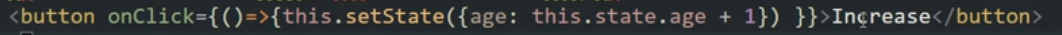 <button onClick={()=>{this.setState({age: this.state.age + 1}) }}>Increase</button>